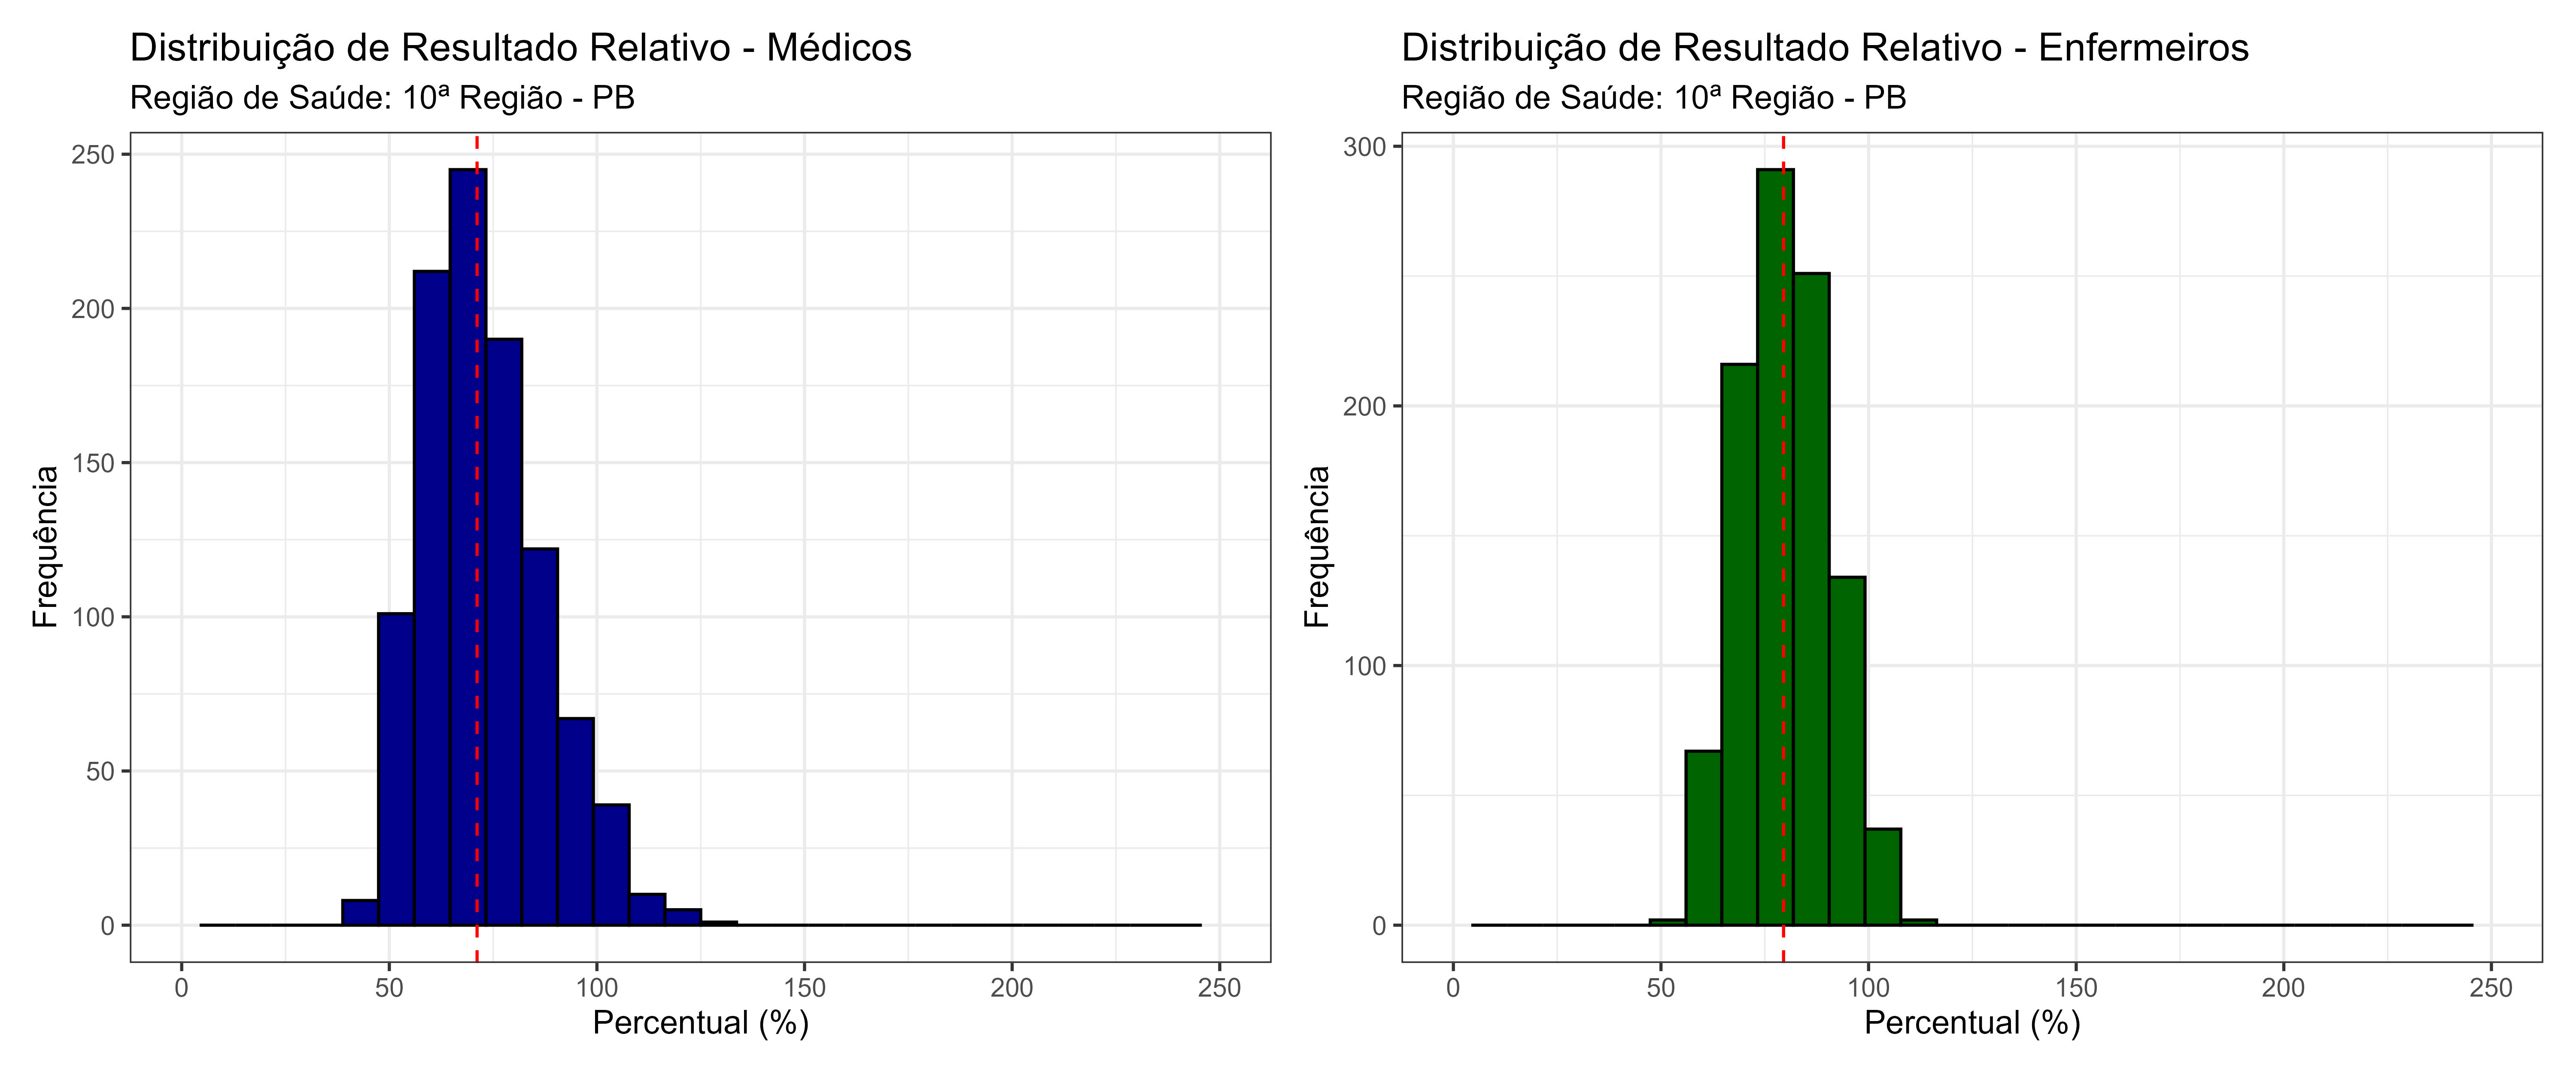 Distribuição de Resultado Relativo - Médicos
Região de Saúde: 10ª Região - PB
250
200
150
100
50
0
Frequência
0 50 100 150 200 250
Percentual (%)
Distribuição de Resultado Relativo - Enfermeiros
Região de Saúde: 10ª Região - PB
300
200
100
0
Frequência
0 50 100 150 200 250
Percentual (%)